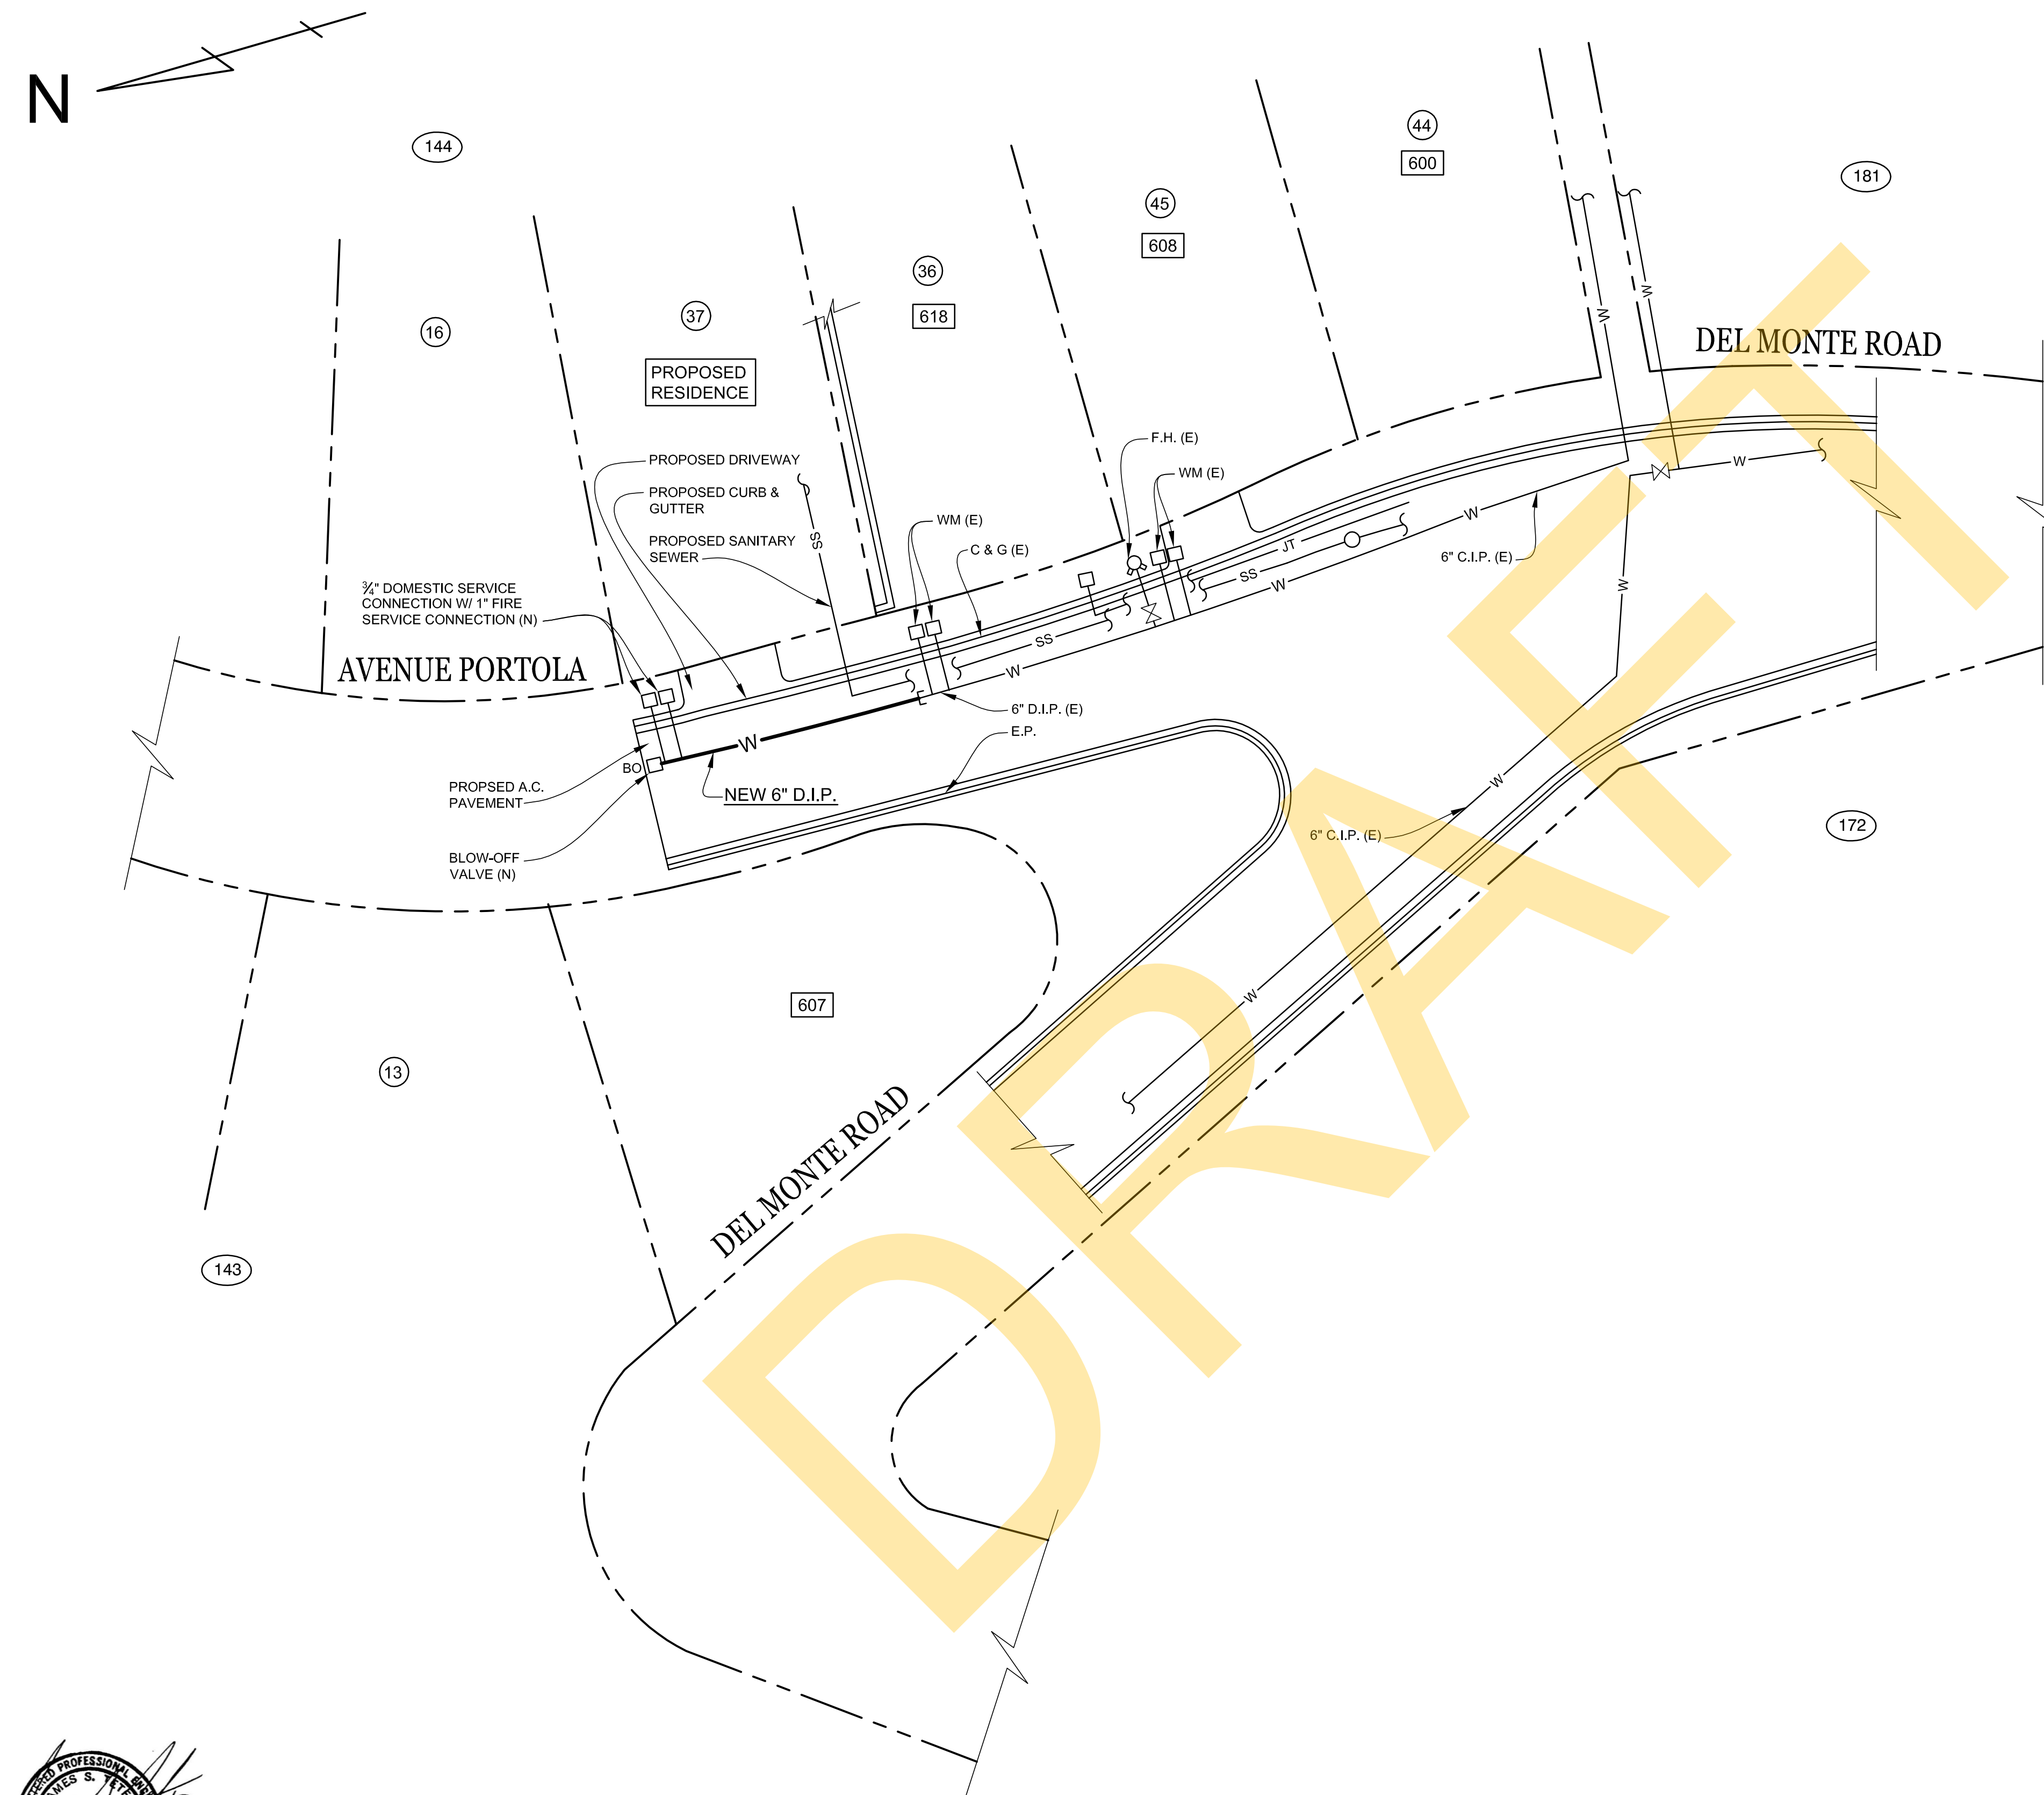 N
144
44
600
181
45
608
36
618
16
37
PROPOSED
RESIDENCE
DEL MONTE ROAD
W
W
PROPOSED DRIVEWAY
PROPOSED CURB &
GUTTER
PROPOSED SANITARY
SEWER
SS
F.H. (E)
WM (E)
WM (E)
C & G (E)
W
W
JT
SS
W
6" C.I.P. (E)
W
¾" DOMESTIC SERVICE
CONNECTION W/ 1" FIRE
SERVICE CONNECTION (N)
SS
W
AVENUE PORTOLA
6" D.I.P. (E)
E.P.
W
BO
NEW 6" D.I.P.
PROPSED A.C.
PAVEMENT
BLOW-OFF
VALVE (N)
W
6" C.I.P. (E)
172
W
607
13
DEL MONTE ROAD
143
DRAFT